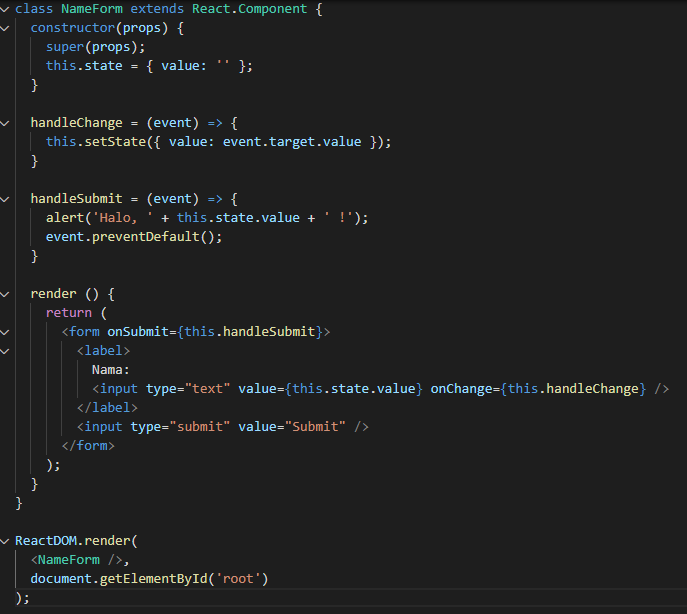 class NameForm extends React.Component {
  constructor(props) {
    super(props);
    this.state = { value: '' };
  }

  handleChange = (event) => {
    this.setState({ value: event.target.value });
  }

  handleSubmit = (event) => {
    alert('Halo, ' + this.state.value + ' !');
    event.preventDefault();
  }

  render () {
    return (
      <form onSubmit={this.handleSubmit}>
        <label>
          Nama:
          <input type="text" value={this.state.value} onChange={this.handleChange} />
        </label>
        <input type="submit" value="Submit" />
      </form>
    );
  }
}

ReactDOM.render(
  <NameForm />,
  document.getElementById('root')
);